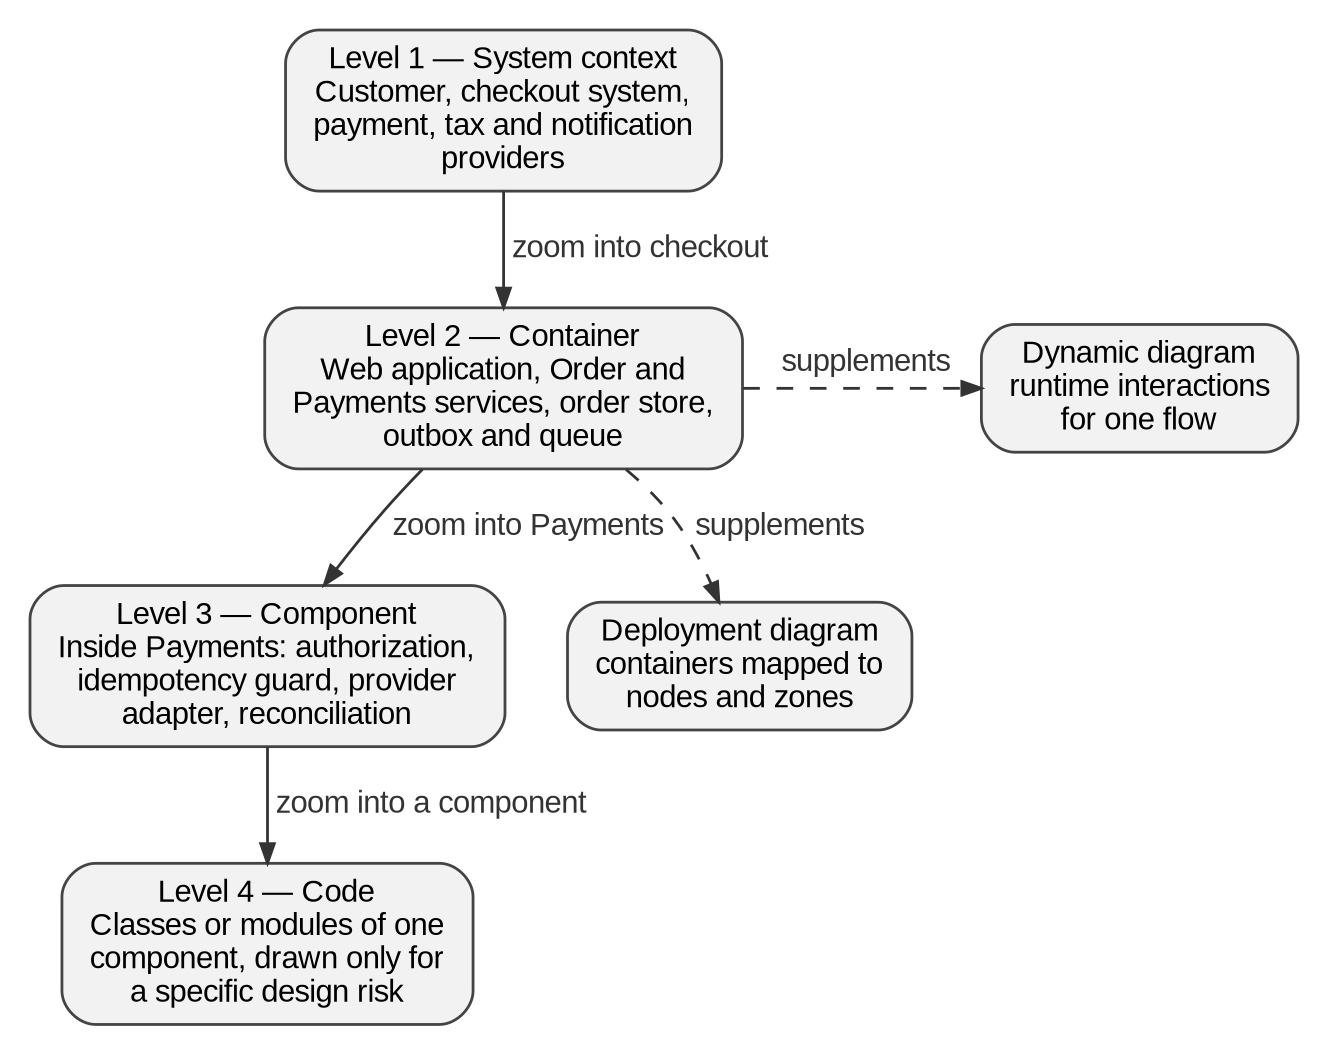 Level 1 — System context
Customer, checkout system,
payment, tax and notification
providers
zoom into checkout
Level 2 — Container
Web application, Order and
Payments services, order store,
outbox and queue
supplements
Dynamic diagram
runtime interactions
for one flow
zoom into Payments
supplements
Level 3 — Component
Inside Payments: authorization,
idempotency guard, provider
adapter, reconciliation
Deployment diagram
containers mapped to
nodes and zones
zoom into a component
Level 4 — Code
Classes or modules of one
component, drawn only for
a specific design risk